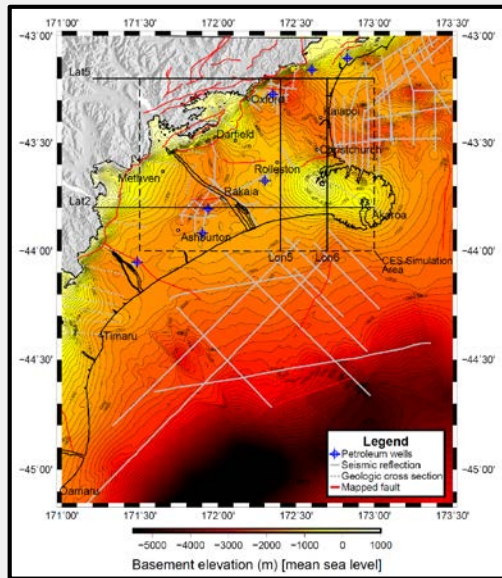 171°00' 171°30' 172°00' 172°30' 173°00' 173°30'
-43°00' -43°00'
Lat5
Oxford
Kaiapoi
-43°30' -43°30'
Darfield
Christchurch
Rolleston
Methven
Rakaia
Lat2
Akaroa
Ashburton
-44°00' -44°00'
Lon5 Lon6
CES Simulation
Area
Timaru
-44°30' -44°30'
Legend
Petroleum wells
Seismic reflection
Geologic cross section
Mapped fault
-45°00' -45°00'
Oamaru
171°00' 171°30' 172°00' 172°30' 173°00' 173°30'
-5000 -4000 -3000 -2000 -1000 0 1000
Basement elevation (m) [mean sea level]